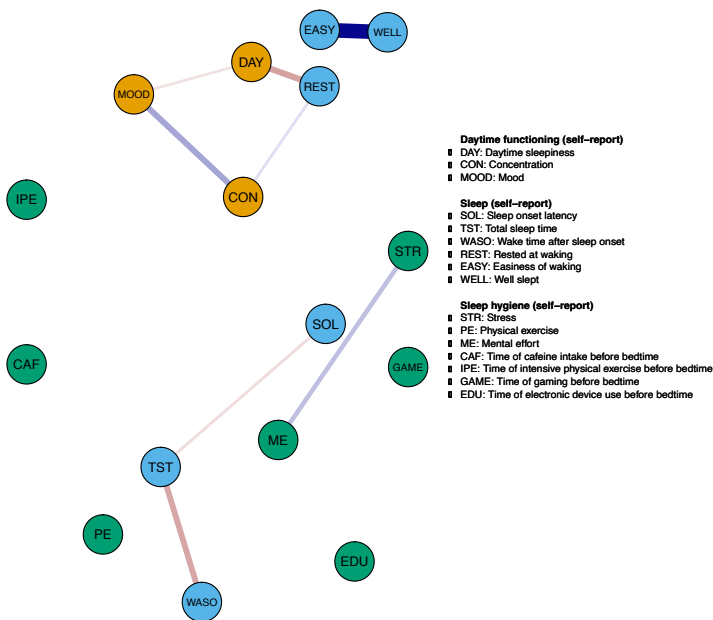 EASY
WELL
DAY
REST
MOOD
Daytime functioning (self−report)
DAY: Daytime sleepiness
CON: Concentration
MOOD: Mood
IPE
CON
Sleep (self−report)
SOL: Sleep onset latency
TST: Total sleep time
WASO: Wake time after sleep onset
REST: Rested at waking
EASY: Easiness of waking
WELL: Well slept
STR
Sleep hygiene (self−report)
STR: Stress
PE: Physical exercise
ME: Mental effort
CAF: Time of cafeine intake before bedtime
IPE: Time of intensive physical exercise before bedtime
GAME: Time of gaming before bedtime
EDU: Time of electronic device use before bedtime
SOL
CAF
GAME
ME
TST
PE
EDU
WASO